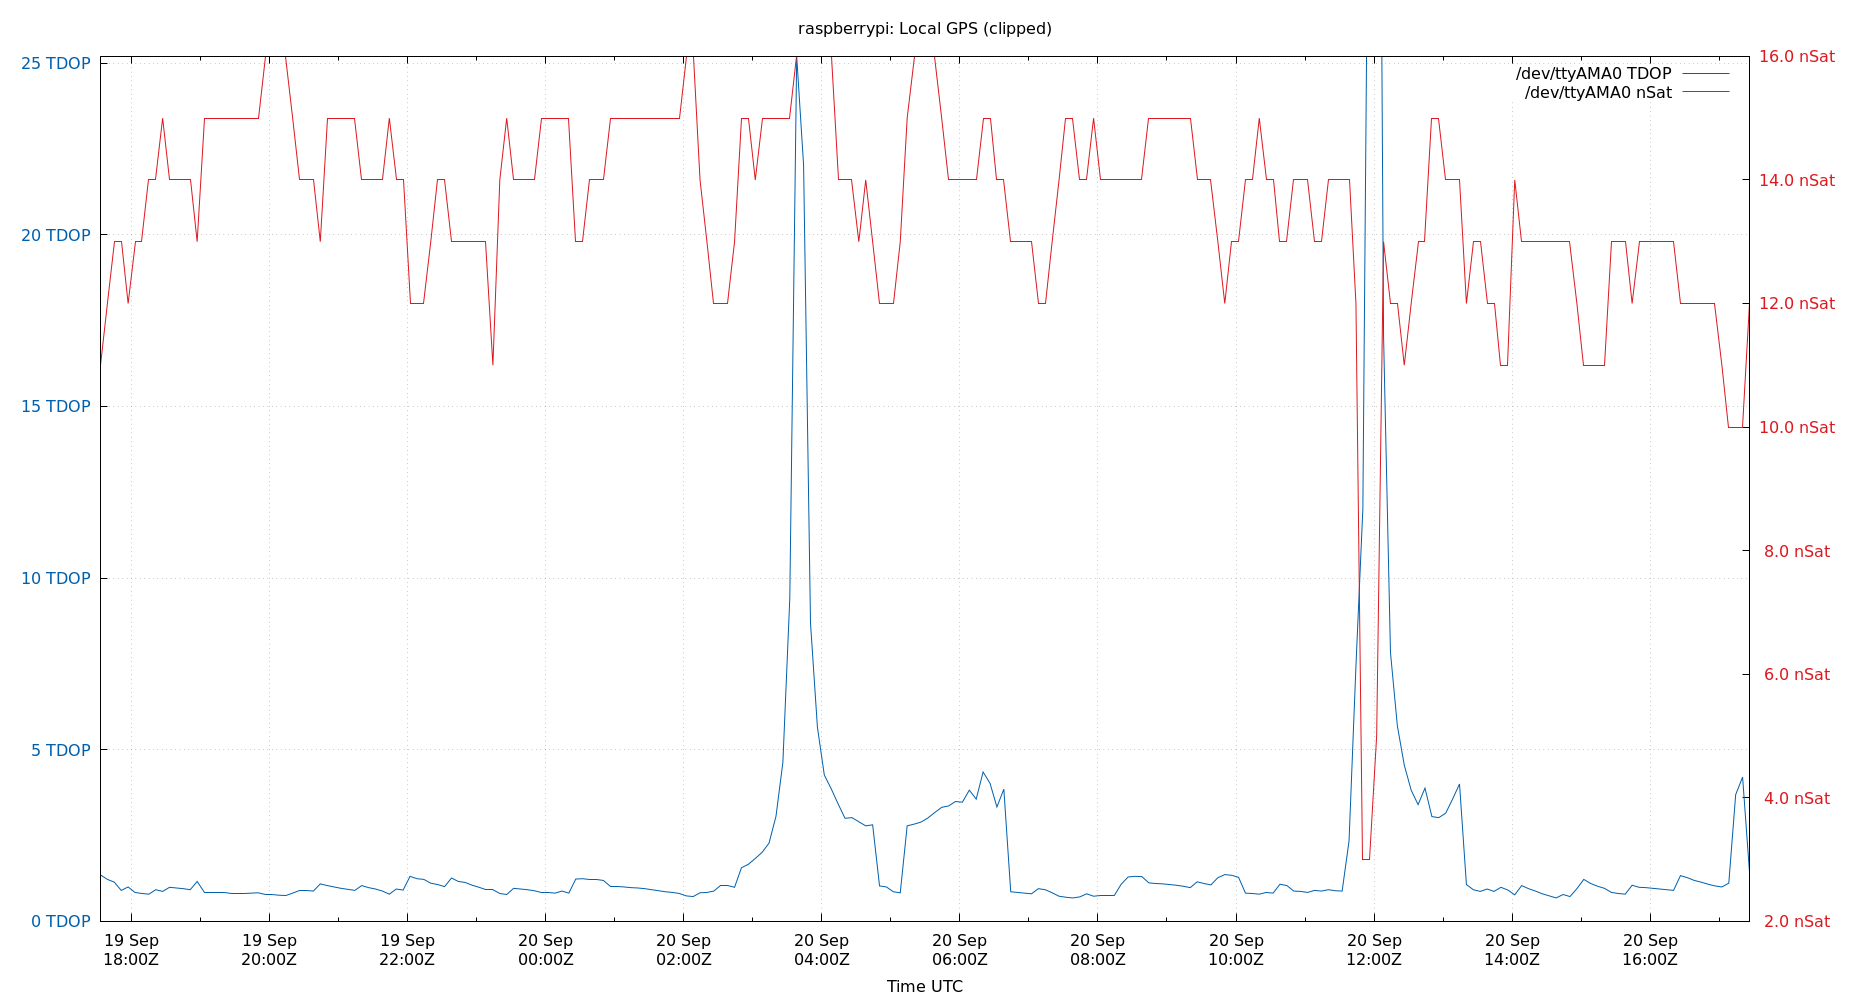 raspberrypi: Local GPS (clipped)
25 TDOP
20 TDOP
15 TDOP
10 TDOP
5 TDOP
0 TDOP
16.0 nSat
14.0 nSat
12.0 nSat
10.0 nSat
8.0 nSat
6.0 nSat
4.0 nSat
2.0 nSat
/dev/ttyAMA0 TDOP
/dev/ttyAMA0 nSat
19 Sep 19 Sep 19 Sep 20 Sep 20 Sep 20 Sep 20 Sep 20 Sep 20 Sep 20 Sep 20 Sep 20 Sep
18:00Z 20:00Z 22:00Z 00:00Z 02:00Z 04:00Z 06:00Z 08:00Z 10:00Z 12:00Z 14:00Z 16:00Z
Time UTC